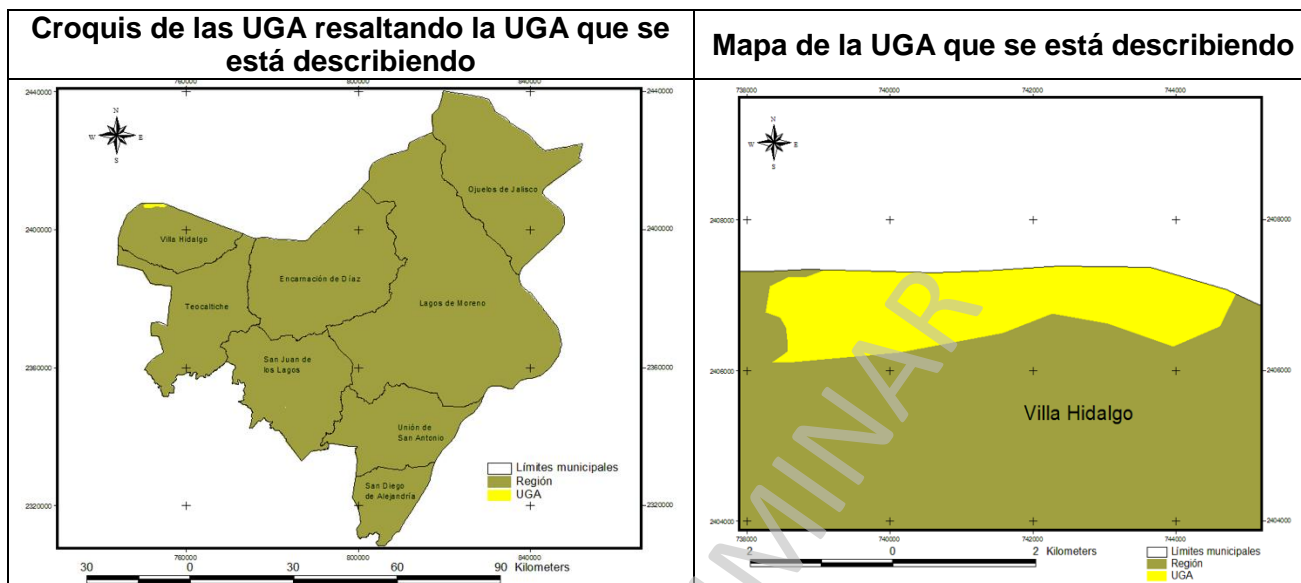 Croquis de las UGA resaltando la UGA que se
está describiendo
Mapa de la UGA que se está describiendo
760000
800000
840000
2440000
2440000
N
W
E
S
Ojuelos de Jalisco
2400000
2400000
Villa Hidalgo
Encarnación de Díaz
Teocaltiche
Lagos de Moreno
San Juan de
los Lagos
2360000
2360000
Unión de
San Antonio
San Diego
de Alejandría
Límites municipales
Región
UGA
2320000
2320000
760000
800000
840000
30
0
30
60
90 Kilometers
738000
740000
742000
744000
N
W
E
S
2408000
2408000
2406000
2406000
Villa Hidalgo
2404000
2404000
738000
740000
742000
744000
2
0
2 Kilometers
Límites municipales
Región
UGA
MINAR